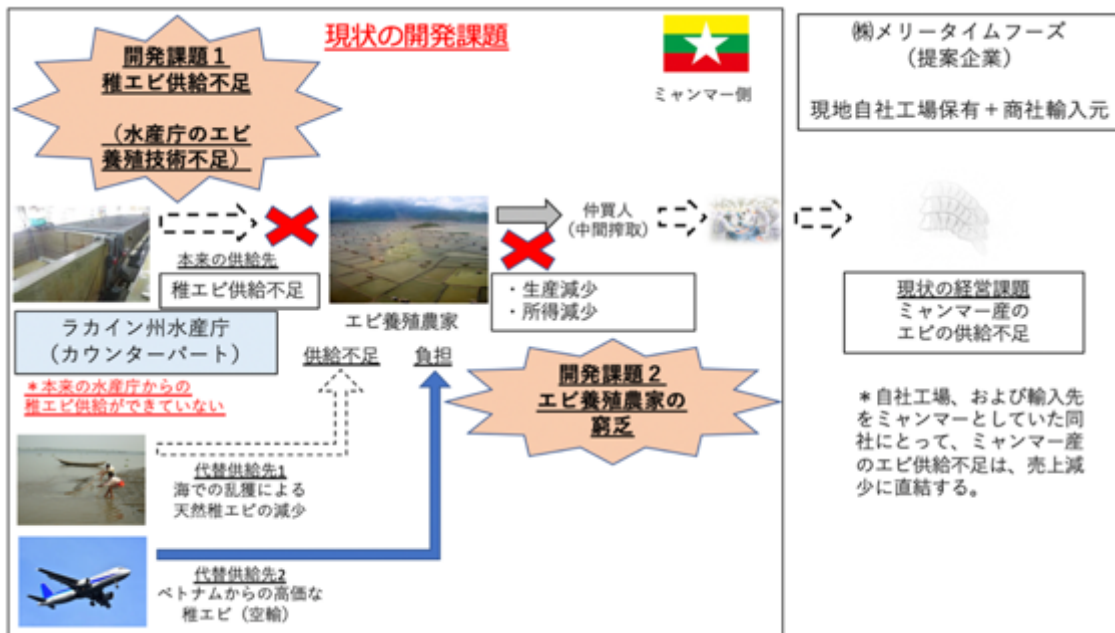 現状の開発課題
開発課題１
稚エビ供給不足
（水産庁のエビ
養殖技術不足）
ミャンマー側
㈱メリータイムフーズ
（提案企業）
現地自社工場保有＋商社輸入元
本来の供給先
稚エビ供給不足
エビ養殖農家
仲買人
（中間搾取）
・生産減少
・所得減少
ラカイン州水産庁
（カウンターパート）
＊本来の水産庁からの
稚エビ供給ができていない
供給不足
負担
開発課題２
エビ養殖農家の
窮乏
現状の経営課題
ミャンマー産の
エビの供給不足
＊自社工場、および輸入先
をミャンマーとしていた同
社にとって、ミャンマー産
のエビ供給不足は、売上減
少に直結する。
代替供給先1
海での乱獲による
天然稚エビの減少
代替供給先2
ベトナムからの高価な
稚エビ（空輸）